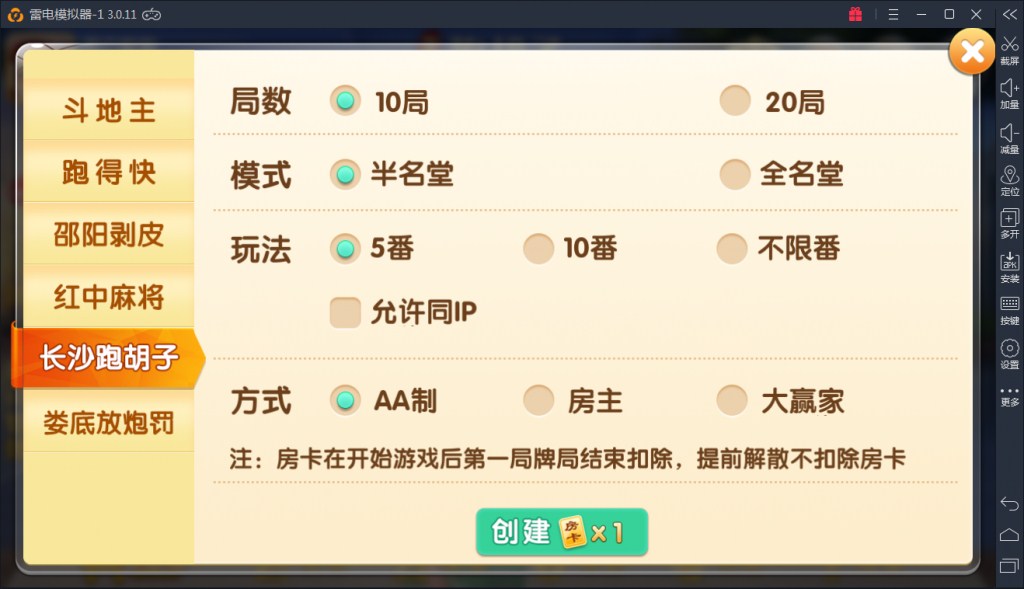 雷电模拟器-1 3.0.11
斗地主
跑得快
邵阳剥皮
红中麻将
长沙跑胡子
娄底放炮罚
局数 10局 20局
模式 半名堂 全名堂
玩法 5番 10番 不限番
允许同IP
方式 AA制 房主 大赢家
注：房卡在开始游戏后第一局牌局结束扣除，提前解散不扣除房卡
创建 房卡 x1
截屏
加量
减量
定位
多开
APK
安装
按键
设置
更多